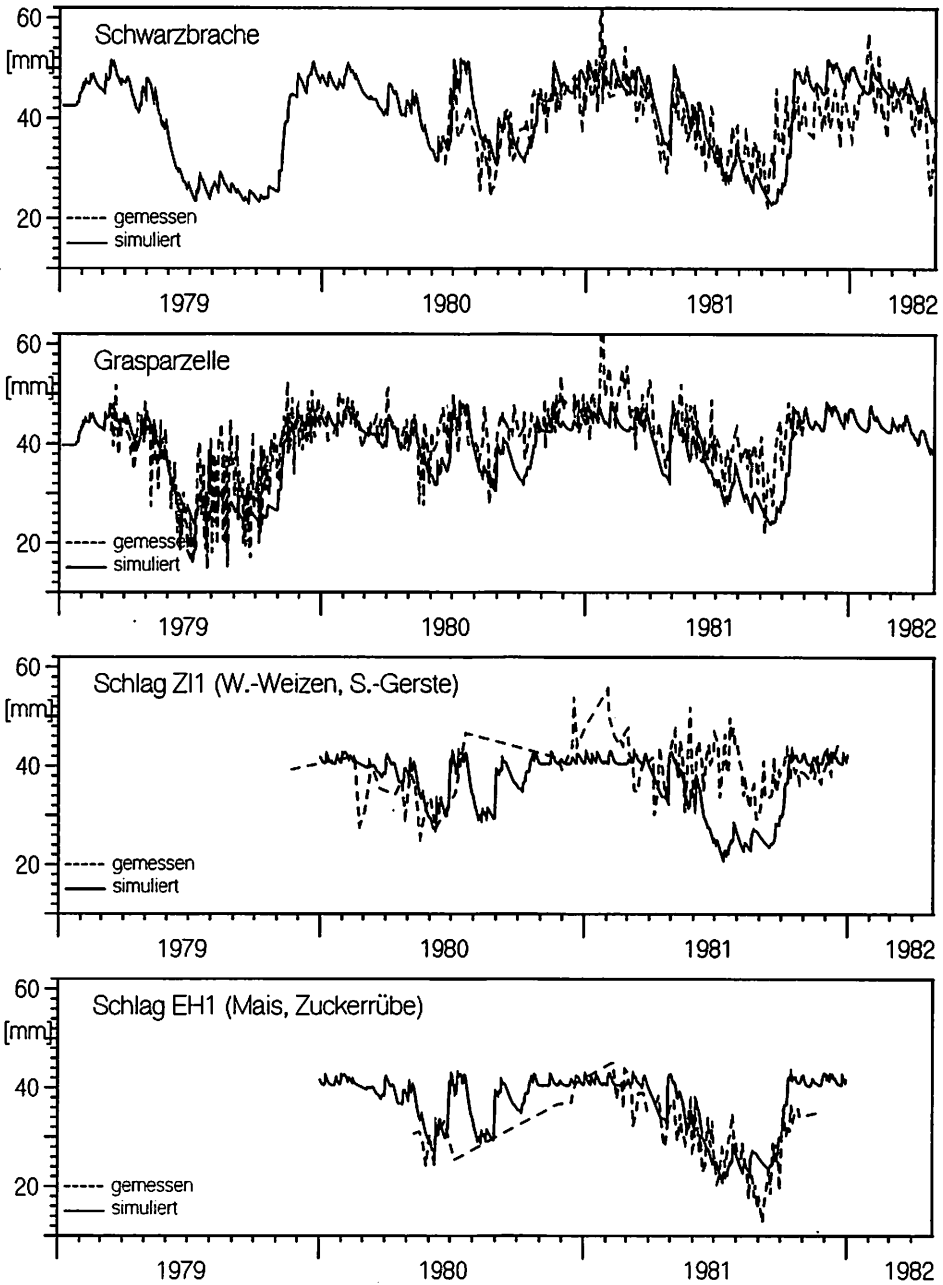 60
Schwarzbrache
[mm]
40
20
gemessen
simuliert
1979
1980
1981
1982
60
Grasparzelle
[mm]
40
20
gemessen
simuliert
1979
1980
1981
1982
60
Schlag ZI1 (W.-Weizen, S.-Gerste)
[mm]
40
20
gemessen
simuliert
1979
1980
1981
1982
60
Schlag EH1 (Mais, Zuckerrübe)
[mm]
40
20
gemessen
simuliert
1979
1980
1981
1982